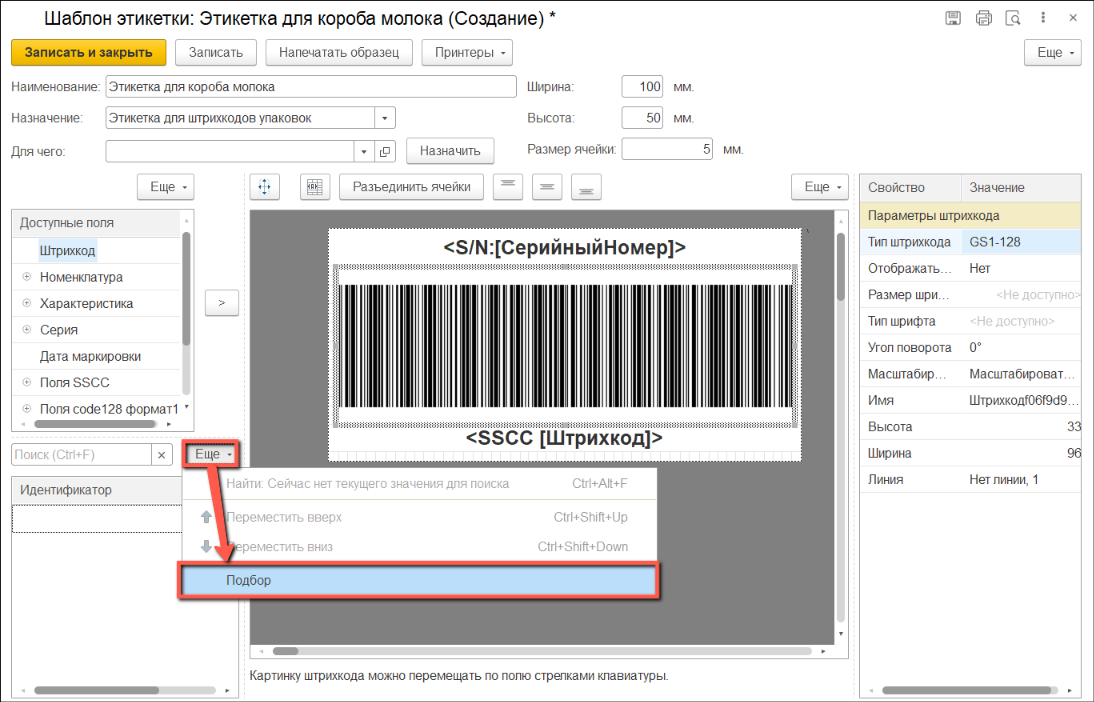 Шаблон этикетки: Этикетка для короба молока (Создание) *
Записать и закрыть
Записать
Напечатать образец
Принтеры
Еще
Наименование: Этикетка для короба молока
Ширина: 100 мм.
Назначение: Этикетка для штрихкодов упаковок
Высота: 50 мм.
Для чего:
Назначить
Размер ячейки: 5 мм.
Еще
Разъединить ячейки
Еще
Доступные поля
Штрихкод
Номенклатура
Характеристика
Серия
Дата маркировки
Поля SSCC
Поля code128 формат1
>
<S/N:[СерийныйНомер]>
<SSCC [Штрихкод]>
Свойство Значение
Параметры штрихкода
Тип штрихкода GS1-128
Отображать... Нет
Размер шри... <Не доступно>
Тип шрифта <Не доступно>
Угол поворота 0°
Масштабир... Масштабироват...
Имя Штрихкодf06f9d9...
Высота 33
Ширина 96
Линия Нет линии, 1
Поиск (Ctrl+F)
Еще
Идентификатор
Найти: Сейчас нет текущего значения для поиска Ctrl+Alt+F
Переместить вверх Ctrl+Shift+Up
Переместить вниз Ctrl+Shift+Down
Подбор
Картинку штрихкода можно перемещать по полю стрелками клавиатуры.